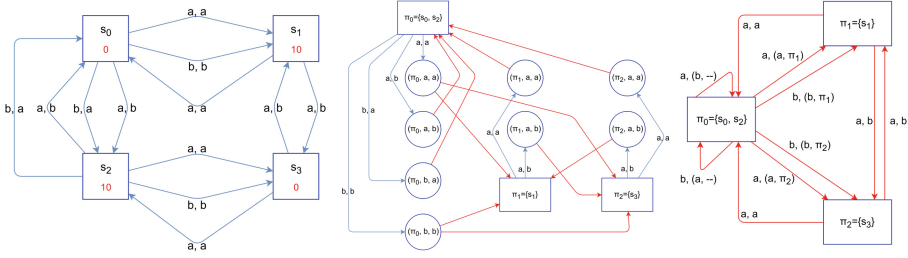 a, a
s0
0
s1
10
b, b
a, a
b, a
a, b
b, a
a, b
a, b
a, b
a, a
s2
10
s3
0
b, b
a, a
π0={s0, s2}
a, a
a, b
b, a
b, b
(π0, a, a)
(π1, a, a)
(π2, a, a)
(π0, a, b)
(π1, a, b)
(π2, a, b)
a, a
a, a
(π0, b, a)
a, b
a, b
π1={s1}
π2={s3}
(π0, b, b)
π1={s1}
a, a
a, (a, π1)
a, (b, --)
b, (b, π1)
π0={s0, s2}
a, b
a, b
b, (b, π2)
b, (a, --)
a, (a, π2)
a, a
π2={s3}